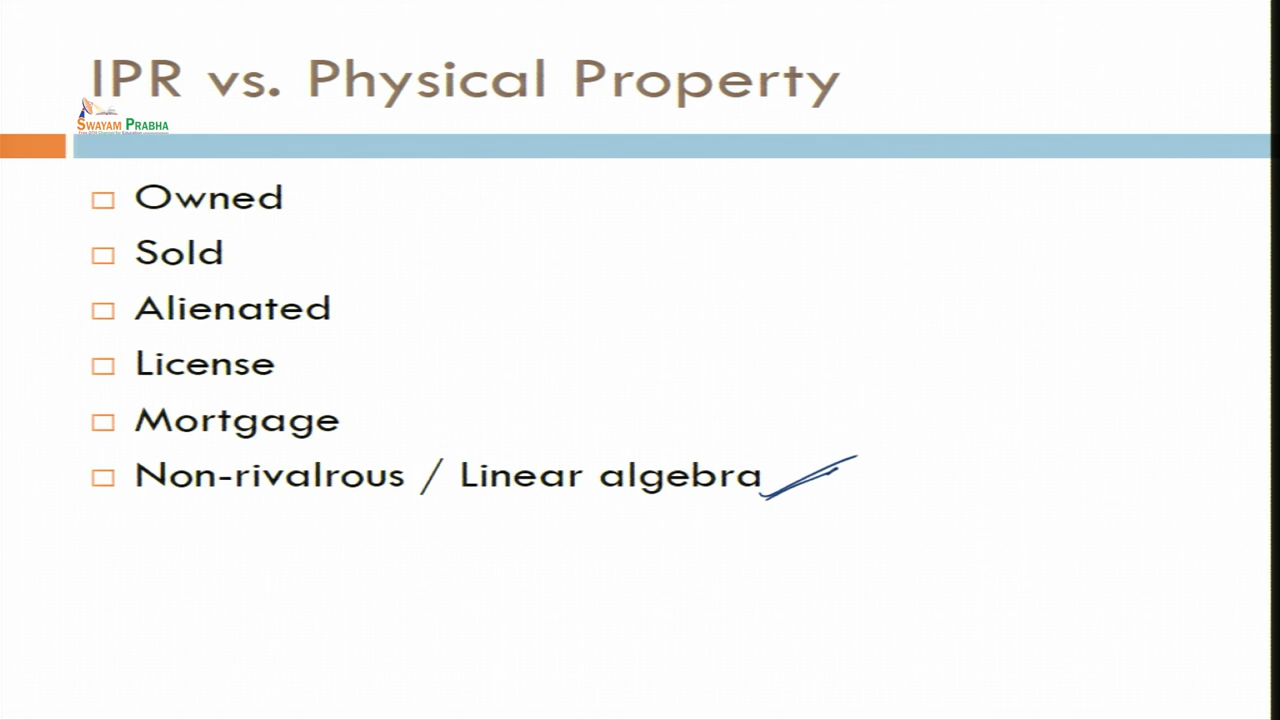 IPR vs. Physical Property
SWAYAM PRABHA
Owned
Sold
Alienated
License
Mortgage
Non-rivalrous / Linear algebra